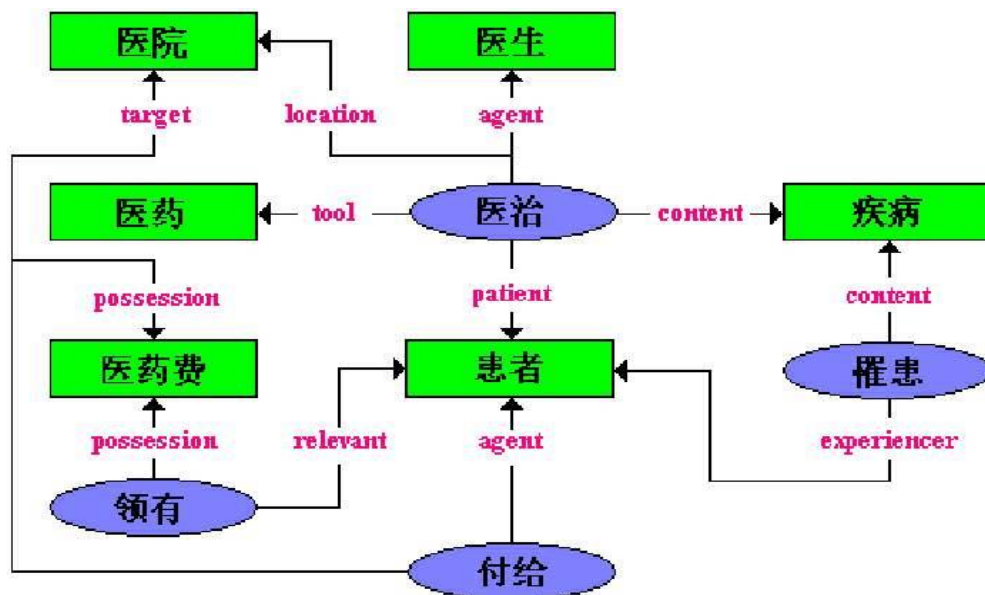 医院
医生
target
location
agent
医药
tool
医治
content
疾病
possession
patient
content
医药费
患者
罹患
possession
relevant
agent
experiencer
领有
付给